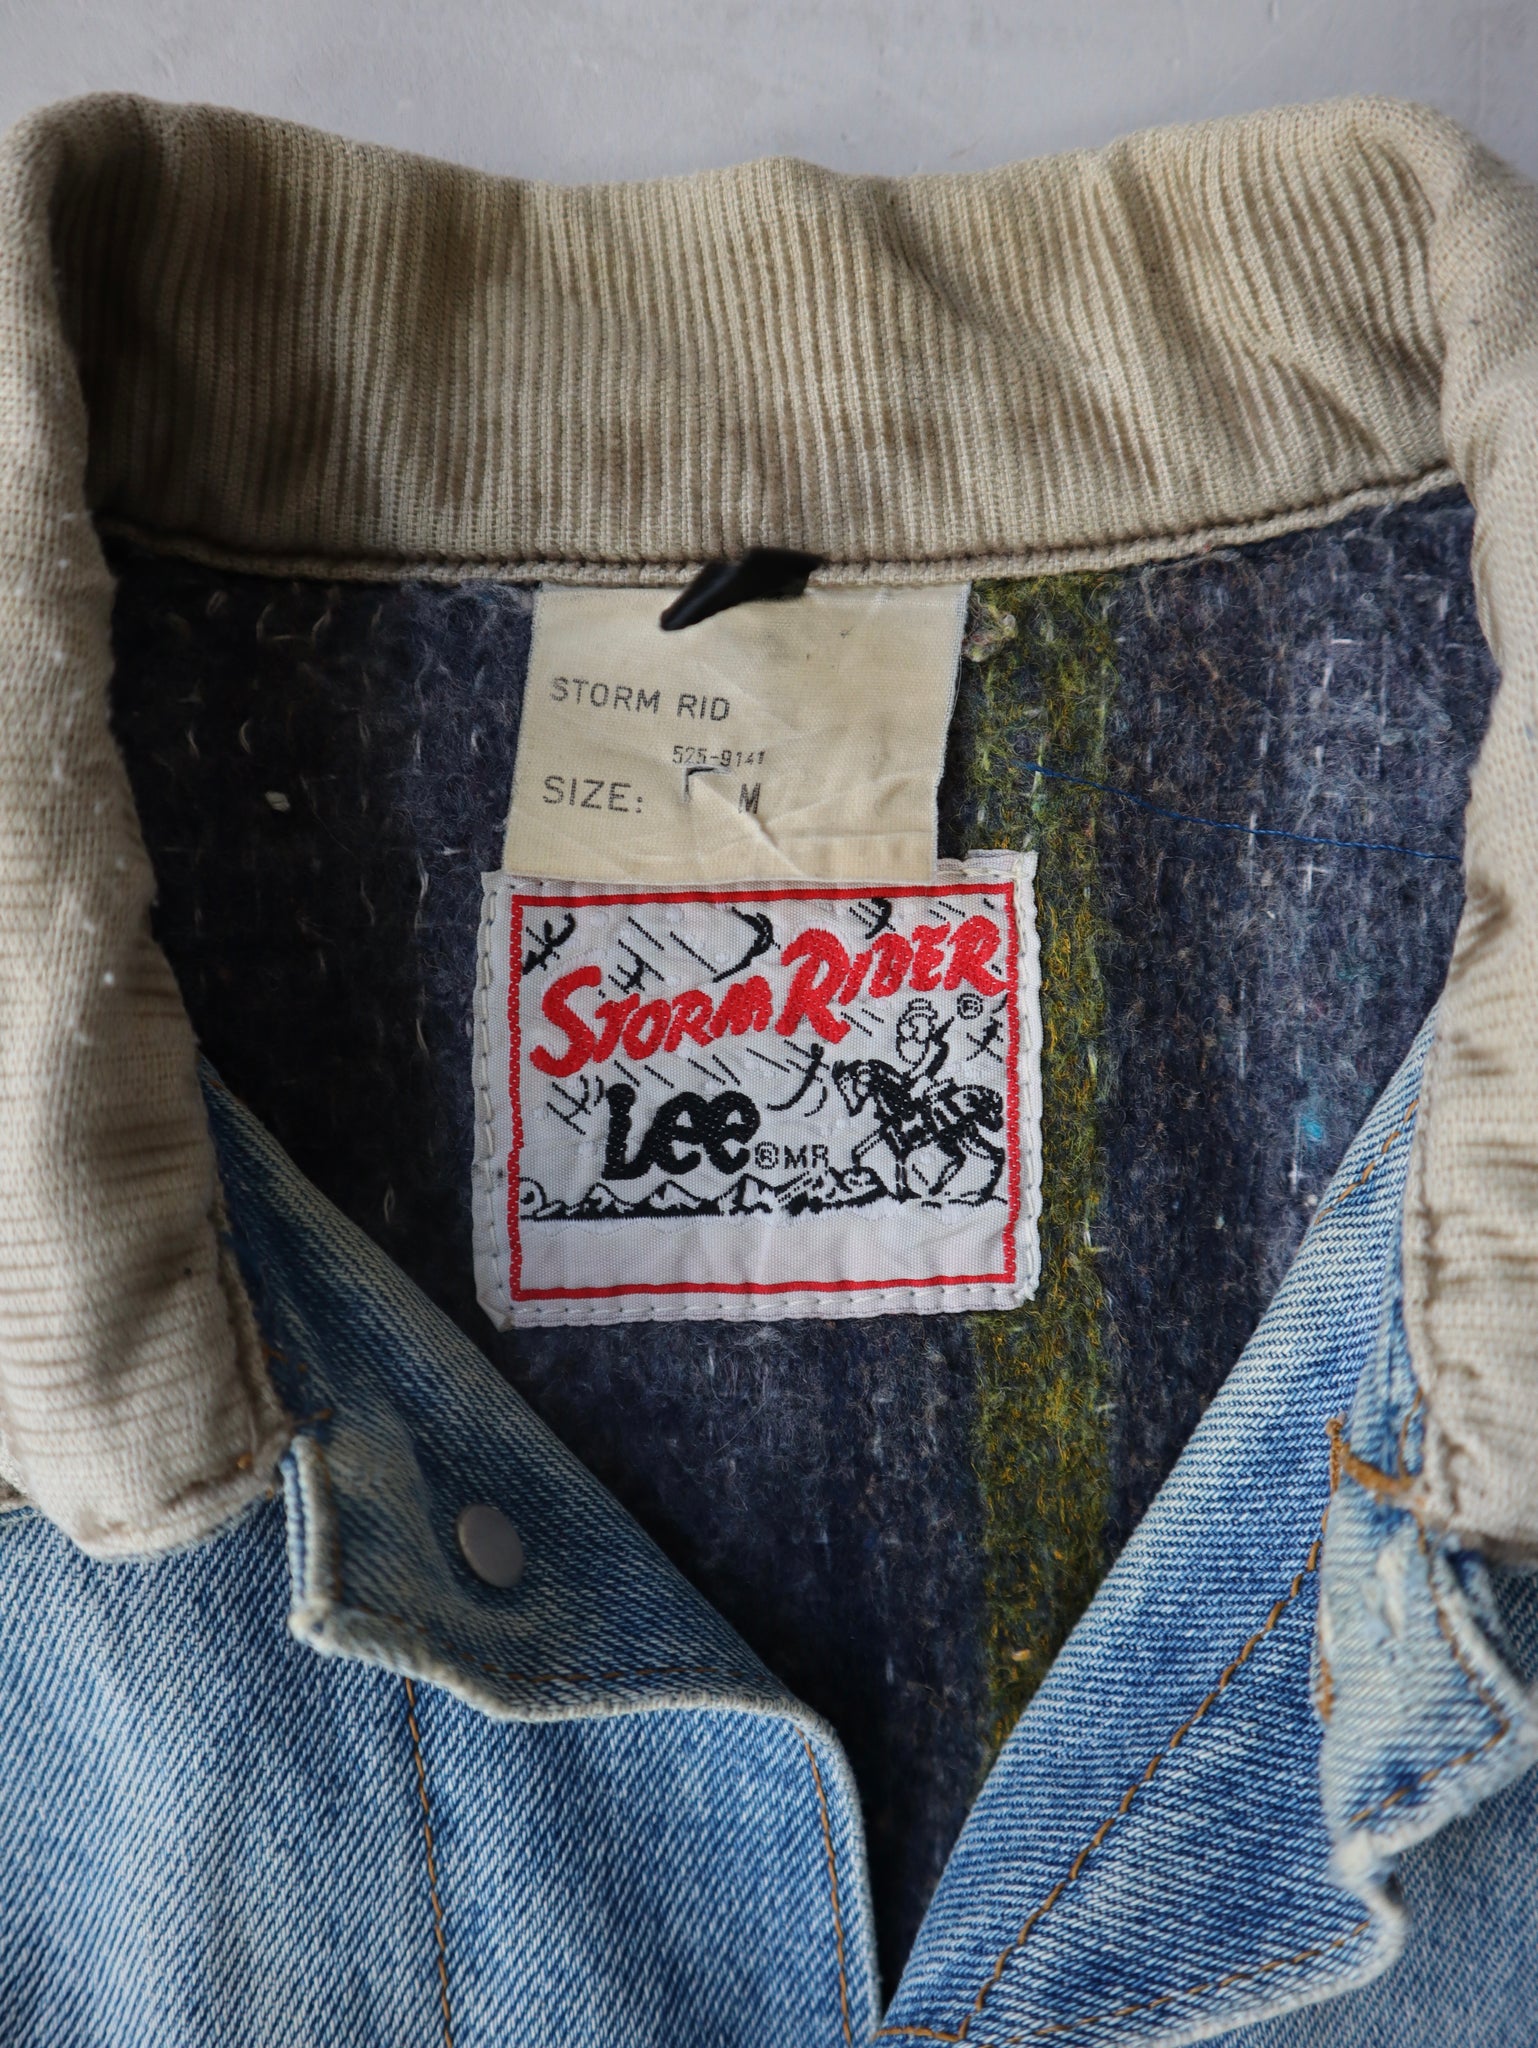 STORM RID
525-9141
SIZE: M
STORM RIDER
®
Lee ® MR